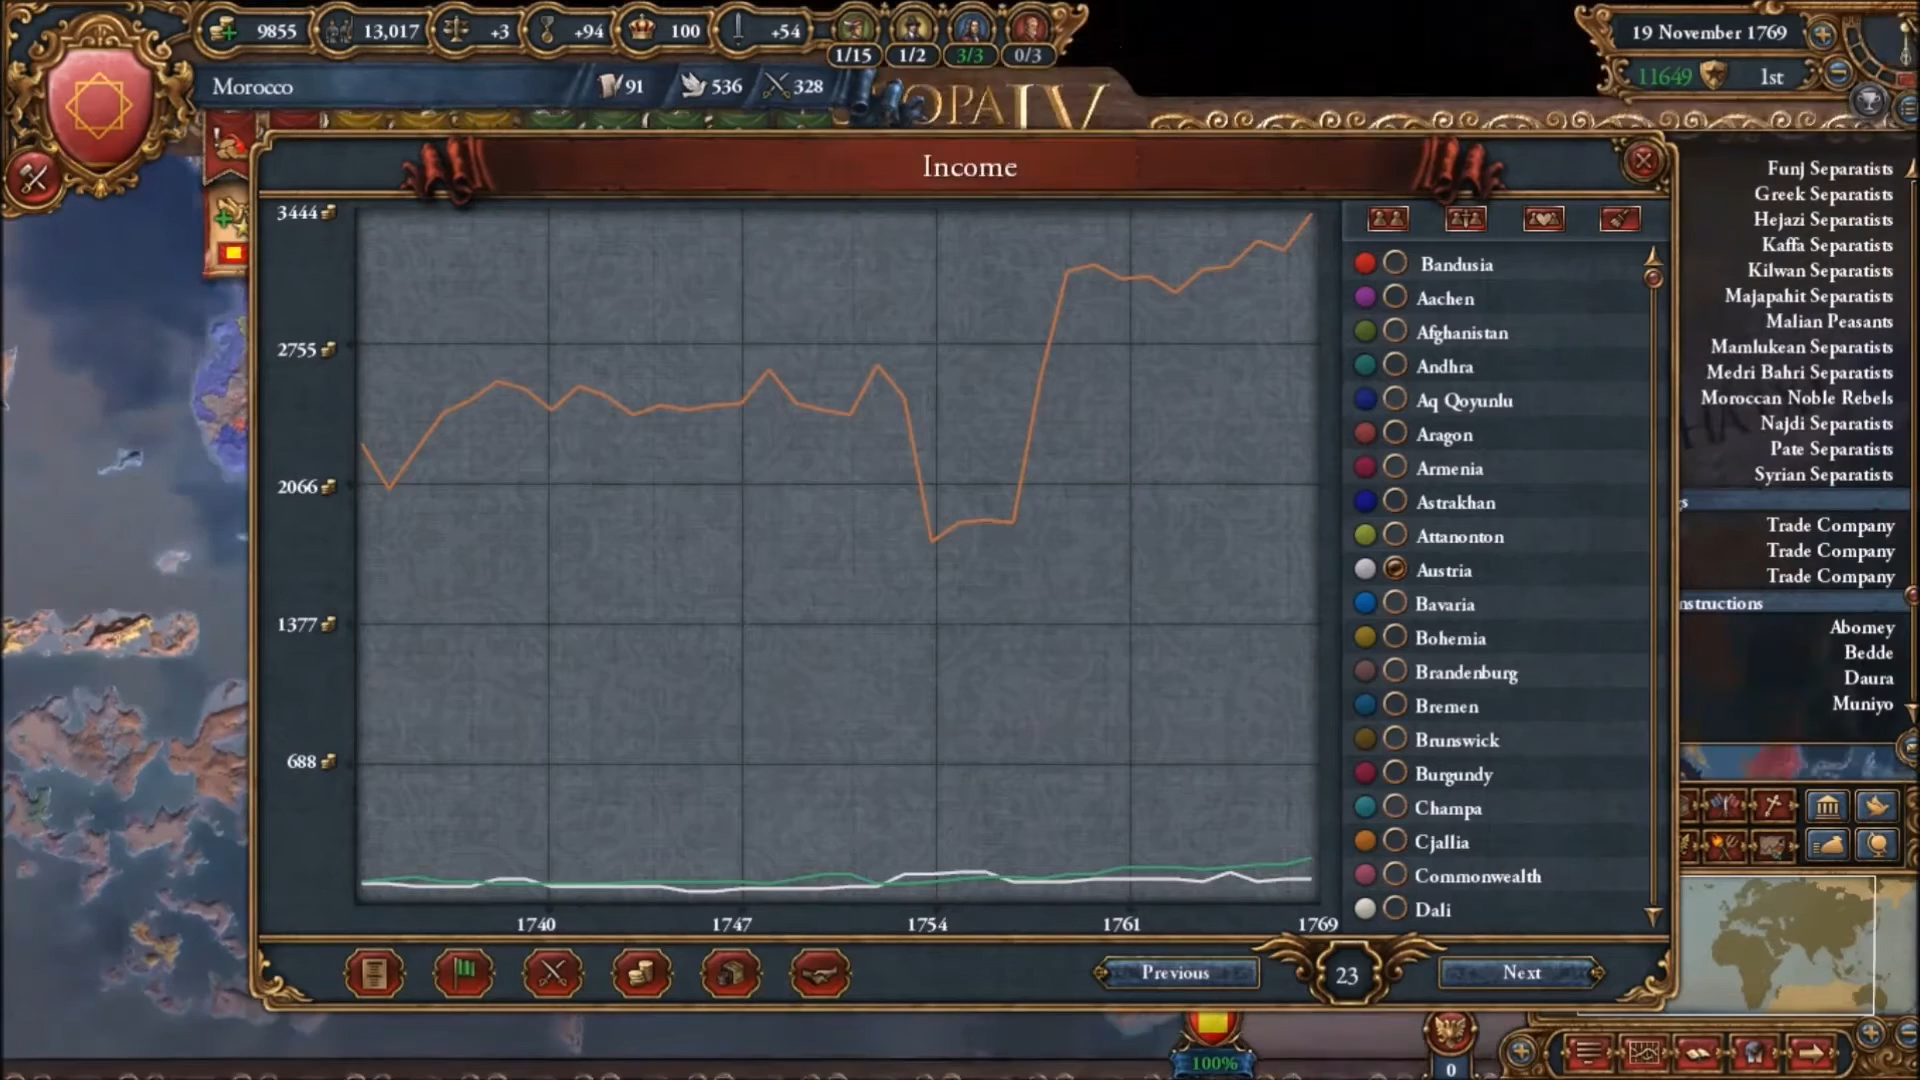 9855 13,017 +3 +94 100 +54
1/15 1/2 3/3 0/3
19 November 1769
11649 1st
Morocco 91 536 328
OPA IV
Income
3444
2755
2066
1377
688
1740 1747 1754 1761 1769
Bandusia
Aachen
Afghanistan
Andhra
Aq Qoyunlu
Aragon
Armenia
Astrakhan
Attanonton
Austria
Bavaria
Bohemia
Brandenburg
Bremen
Brunswick
Burgundy
Champa
Cjallia
Commonwealth
Dali
Previous 23 Next
Funj Separatists
Greek Separatists
Hejazi Separatists
Kaffa Separatists
Kilwan Separatists
Majapahit Separatists
Malian Peasants
Mamlukean Separatists
Medri Bahri Separatists
Moroccan Noble Rebels
Najdi Separatists
Pate Separatists
Syrian Separatists
s
Trade Company
Trade Company
Trade Company
nstructions
Abomey
Bedde
Daura
Muniyo
100%
0